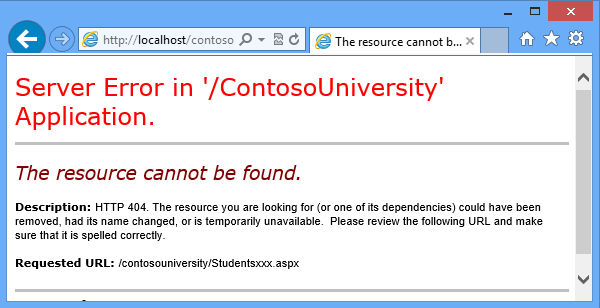 http://localhost/contoso
The resource cannot b...
Server Error in '/ContosoUniversity'
Application.
The resource cannot be found.
Description: HTTP 404. The resource you are looking for (or one of its dependencies) could have been
removed, had its name changed, or is temporarily unavailable.  Please review the following URL and make
sure that it is spelled correctly.
Requested URL: /contosouniversity/Studentsxxx.aspx